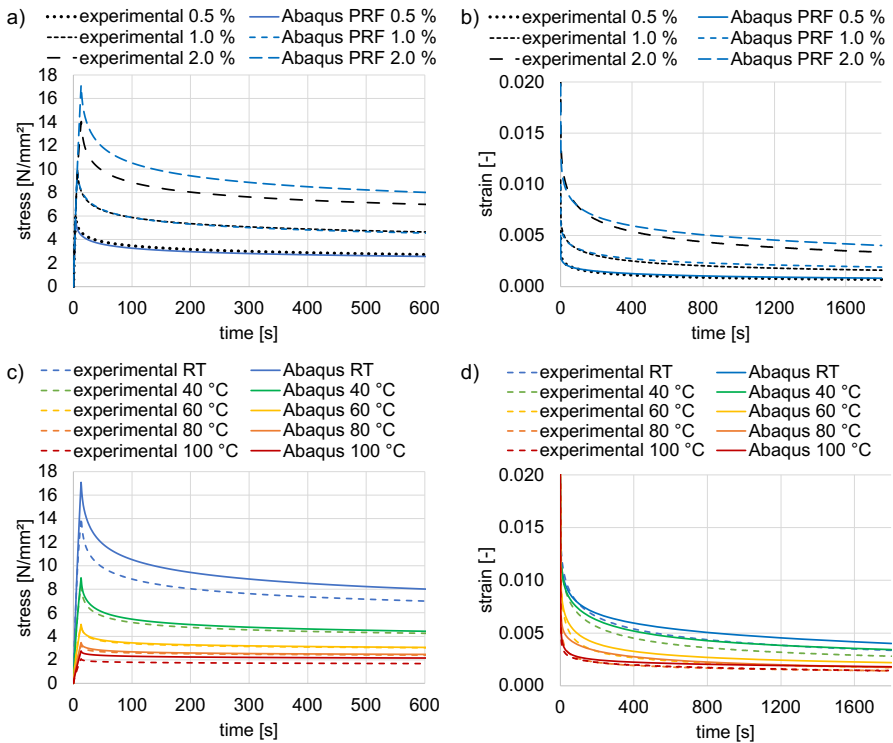 a)
experimental 0.5 %
Abaqus PRF 0.5 %
experimental 1.0 %
Abaqus PRF 1.0 %
experimental 2.0 %
Abaqus PRF 2.0 %
stress [N/mm²]
18
16
14
12
10
8
6
4
2
0
0 100 200 300 400 500 600
time [s]
b)
experimental 0.5 %
Abaqus PRF 0.5 %
experimental 1.0 %
Abaqus PRF 1.0 %
experimental 2.0 %
Abaqus PRF 2.0 %
strain [-]
0.020
0.015
0.010
0.005
0.000
0 400 800 1200 1600
time [s]
c)
experimental RT
Abaqus RT
experimental 40 °C
Abaqus 40 °C
experimental 60 °C
Abaqus 60 °C
experimental 80 °C
Abaqus 80 °C
experimental 100 °C
Abaqus 100 °C
stress [N/mm²]
18
16
14
12
10
8
6
4
2
0
0 100 200 300 400 500 600
time [s]
d)
experimental RT
Abaqus RT
experimental 40 °C
Abaqus 40 °C
experimental 60 °C
Abaqus 60 °C
experimental 80 °C
Abaqus 80 °C
experimental 100 °C
Abaqus 100 °C
strain [-]
0.020
0.015
0.010
0.005
0.000
0 400 800 1200 1600
time [s]